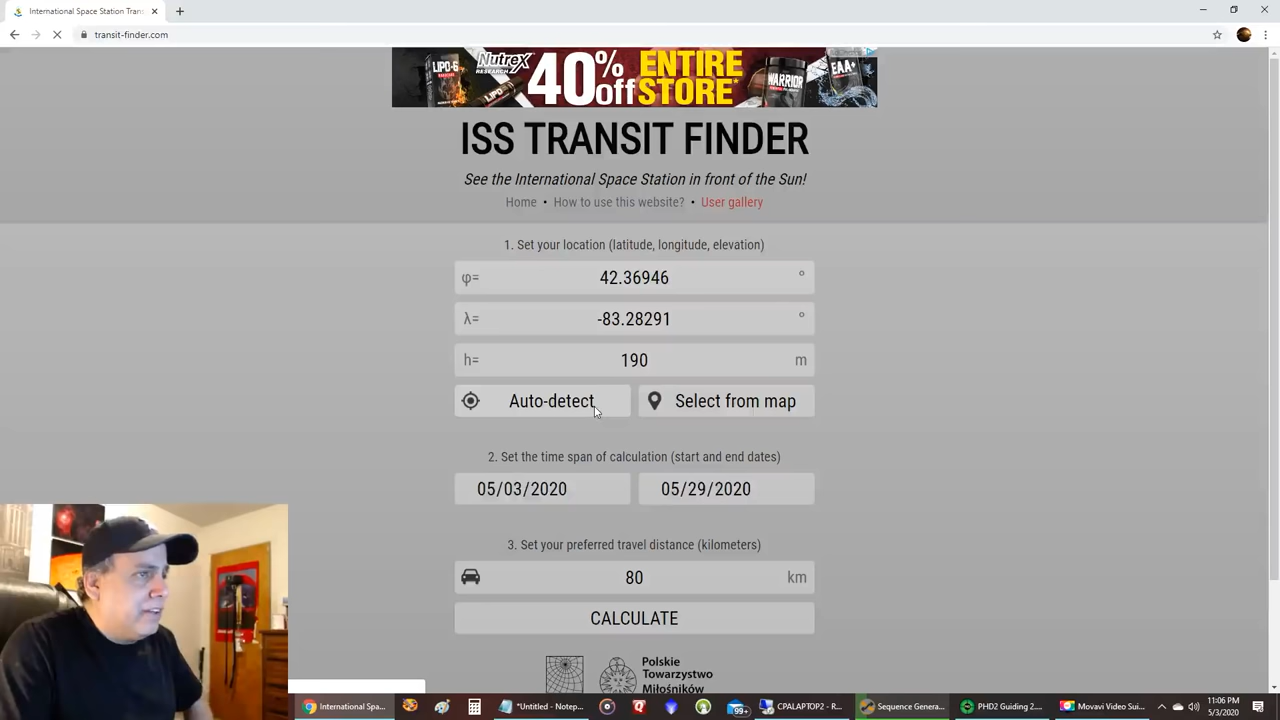 International Space Station Trans
transit-finder.com
LIPO-6
NUTREX
RESEARCH
40% off
ENTIRE
STORE*
WARRIOR
EAA+
ISS TRANSIT FINDER
See the International Space Station in front of the Sun!
Home • How to use this website? • User gallery
1. Set your location (latitude, longitude, elevation)
φ= 42.36946 °
λ= -83.28291 °
h= 190 m
Auto-detect Select from map
2. Set the time span of calculation (start and end dates)
05/03/2020 05/29/2020
3. Set your preferred travel distance (kilometers)
80 km
CALCULATE
Polskie
Towarzystwo
Miłośników
International Spa... *Untitled - Notep... 99+ CPALAPTOP2 - R... Sequence Genera... PHD2 Guiding 2.... Movavi Video Sui... 11:06 PM
5/3/2020